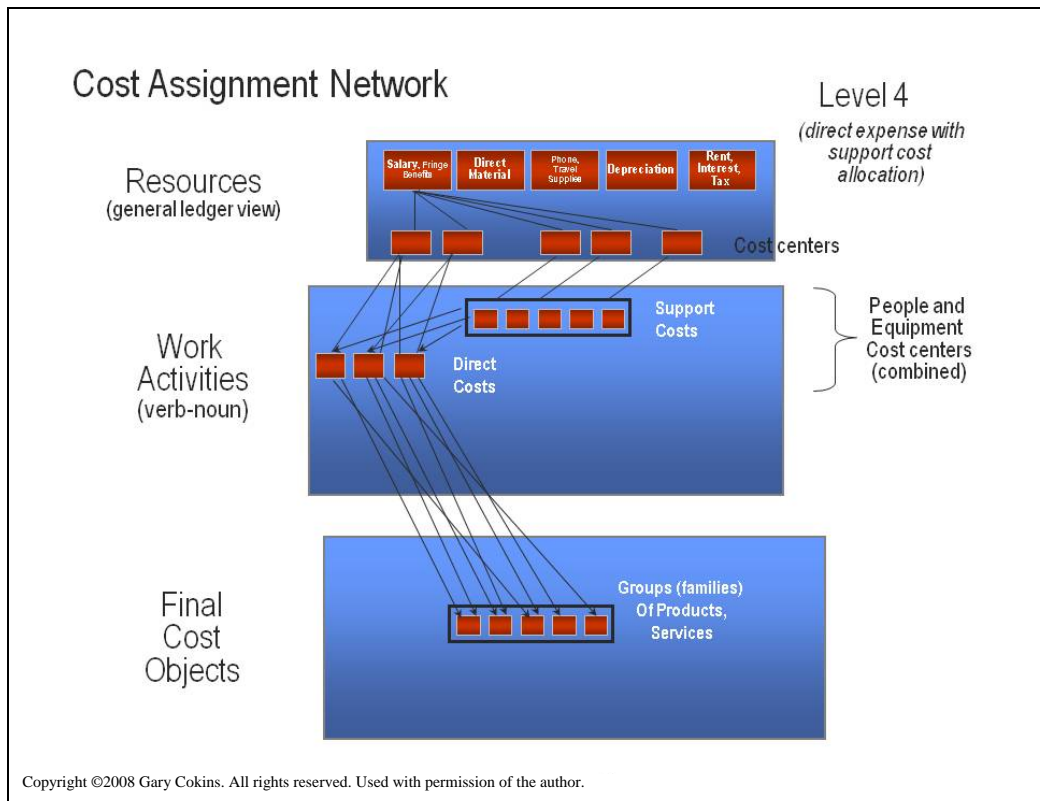 Cost Assignment Network
Level 4
(direct expense with
support cost
allocation)
Resources
(general ledger view)
Salary, Fringe
Benefits
Direct
Material
Phone,
Travel
Supplies
Depreciation
Rent,
Interest,
Tax
Cost centers
Work
Activities
(verb-noun)
Support
Costs
Direct
Costs
People and
Equipment
Cost centers
(combined)
Final
Cost
Objects
Groups (families)
Of Products,
Services
Copyright ©2008 Gary Cokins. All rights reserved. Used with permission of the author.